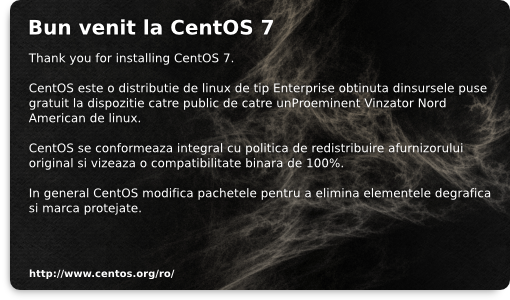 Bun venit la CentOS 7
Thank you for installing CentOS 7.
CentOS este o distributie de linux de tip Enterprise obtinuta dinsursele puse
gratuit la dispozitie catre public de catre unProeminent Vinzator Nord
American de linux.
CentOS se conformeaza integral cu politica de redistribuire afurnizorului
original si vizeaza o compatibilitate binara de 100%.
In general CentOS modifica pachetele pentru a elimina elementele degrafica
si marca protejate.
http://www.centos.org/ro/